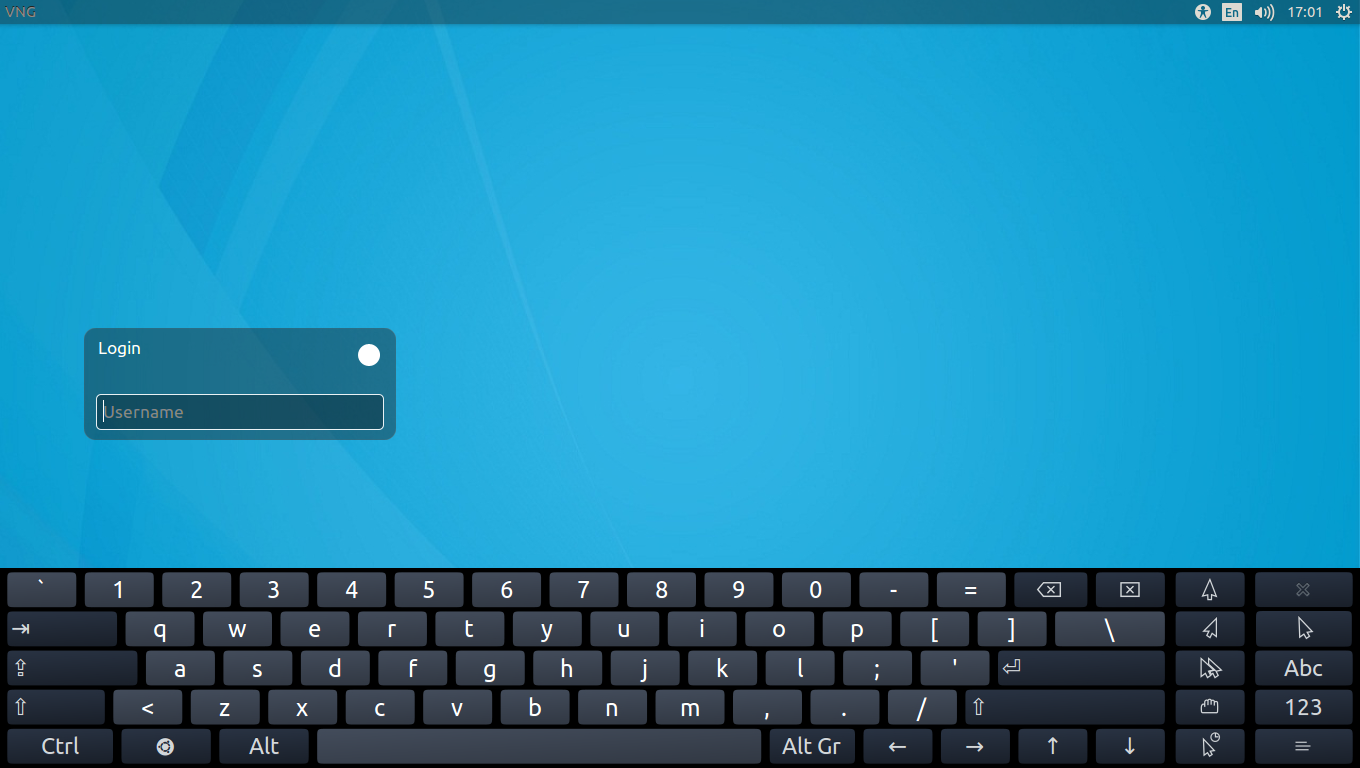 VNG En 17:01
Login
Username
` 1 2 3 4 5 6 7 8 9 0 - =
q w e r t y u i o p [ ] \
a s d f g h j k l ; ' Abc
< z x c v b n m , . / 123
Ctrl Alt Alt Gr ← → ↑ ↓